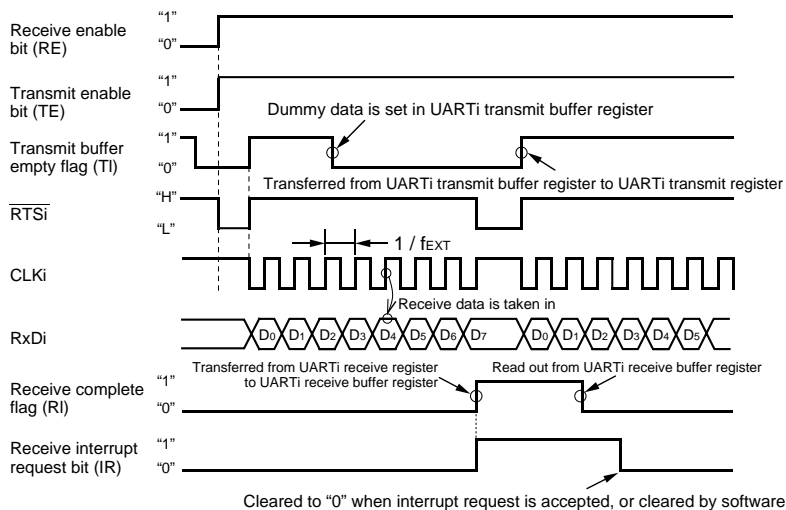 Receive enable
bit (RE)
“1”
“0”
Transmit enable
bit (TE)
“1”
“0”
Dummy data is set in UARTi transmit buffer register
Transmit buffer
empty flag (TI)
“1”
“0”
Transferred from UARTi transmit buffer register to UARTi transmit register
RTSi
“H”
“L”
1 / fEXT
CLKi
Receive data is taken in
RxDi
D0 D1 D2 D3 D4 D5 D6 D7 D0 D1 D2 D3 D4 D5
Transferred from UARTi receive register
to UARTi receive buffer register
Read out from UARTi receive buffer register
Receive complete
flag (RI)
“1”
“0”
Receive interrupt
request bit (IR)
“1”
“0”
Cleared to “0” when interrupt request is accepted, or cleared by software